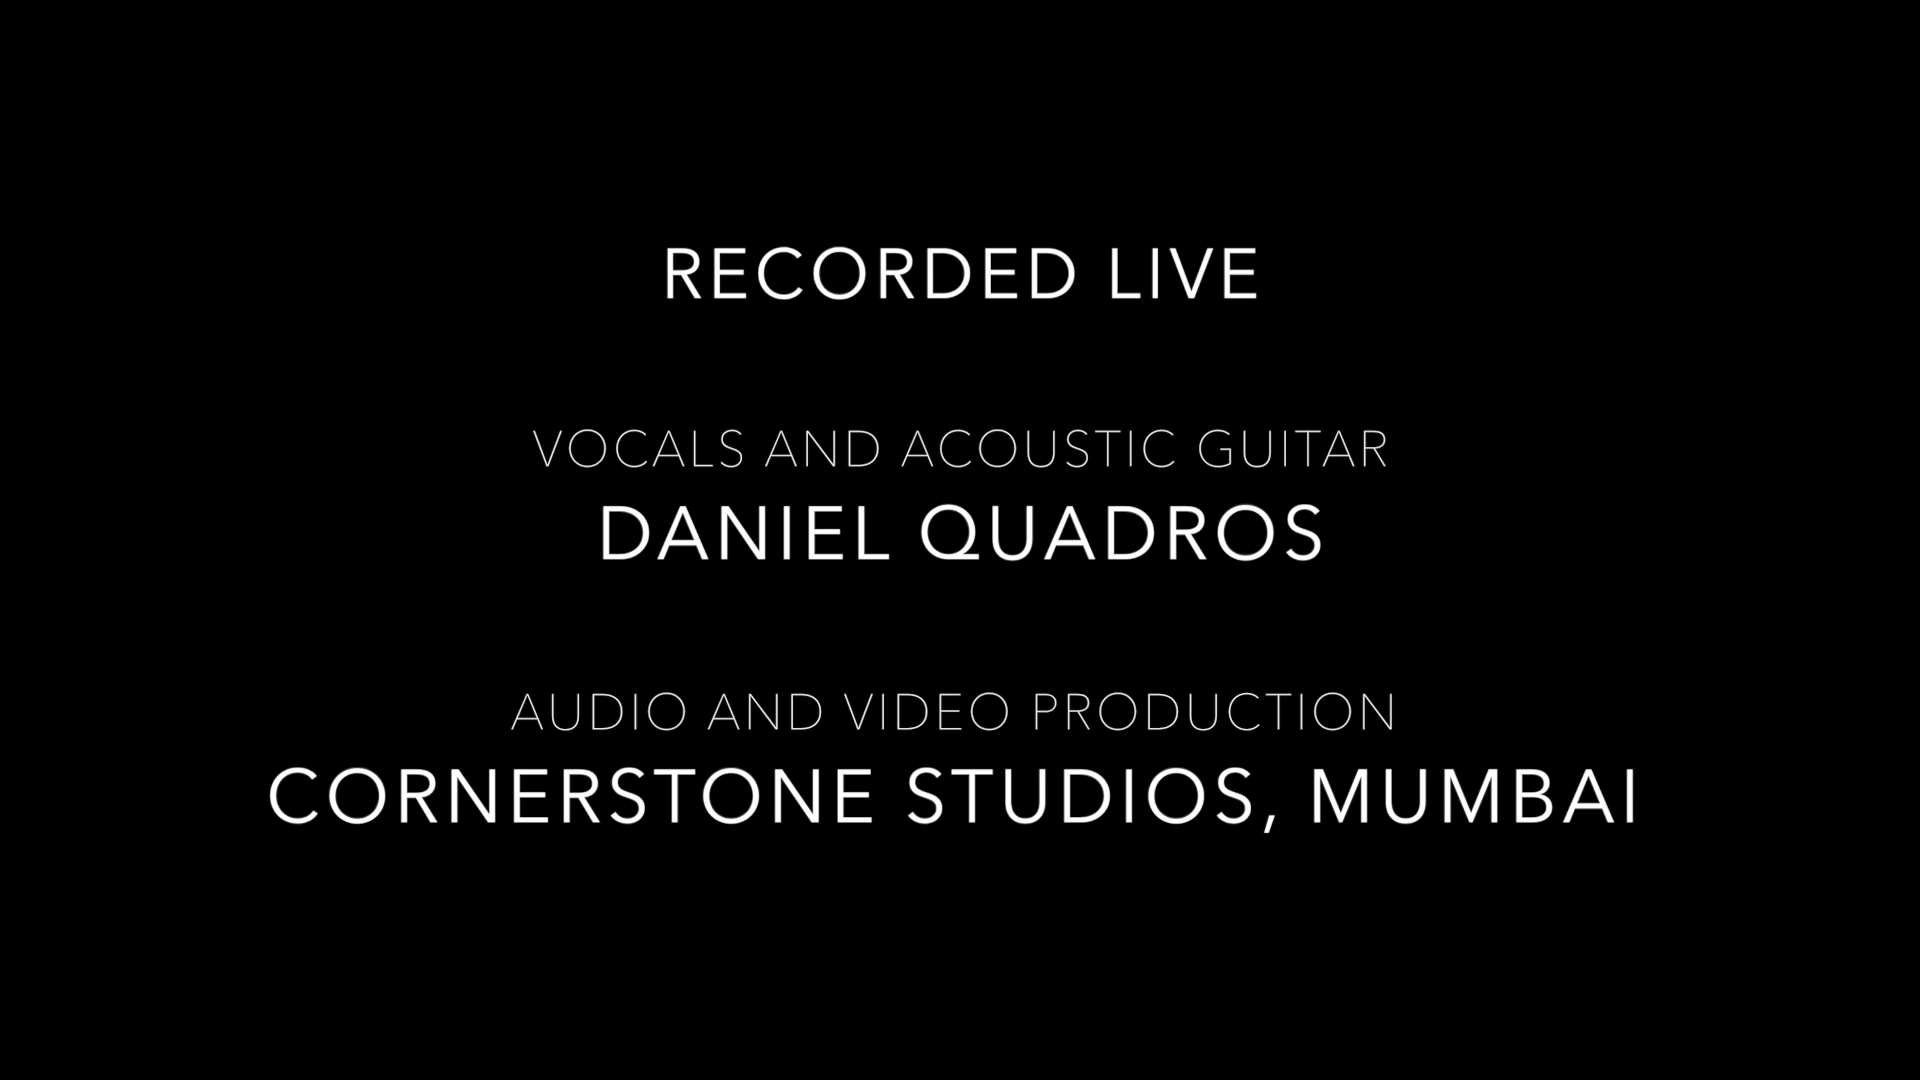 RECORDED LIVE
VOCALS AND ACOUSTIC GUITAR
DANIEL QUADROS
AUDIO AND VIDEO PRODUCTION
CORNERSTONE STUDIOS, MUMBAI